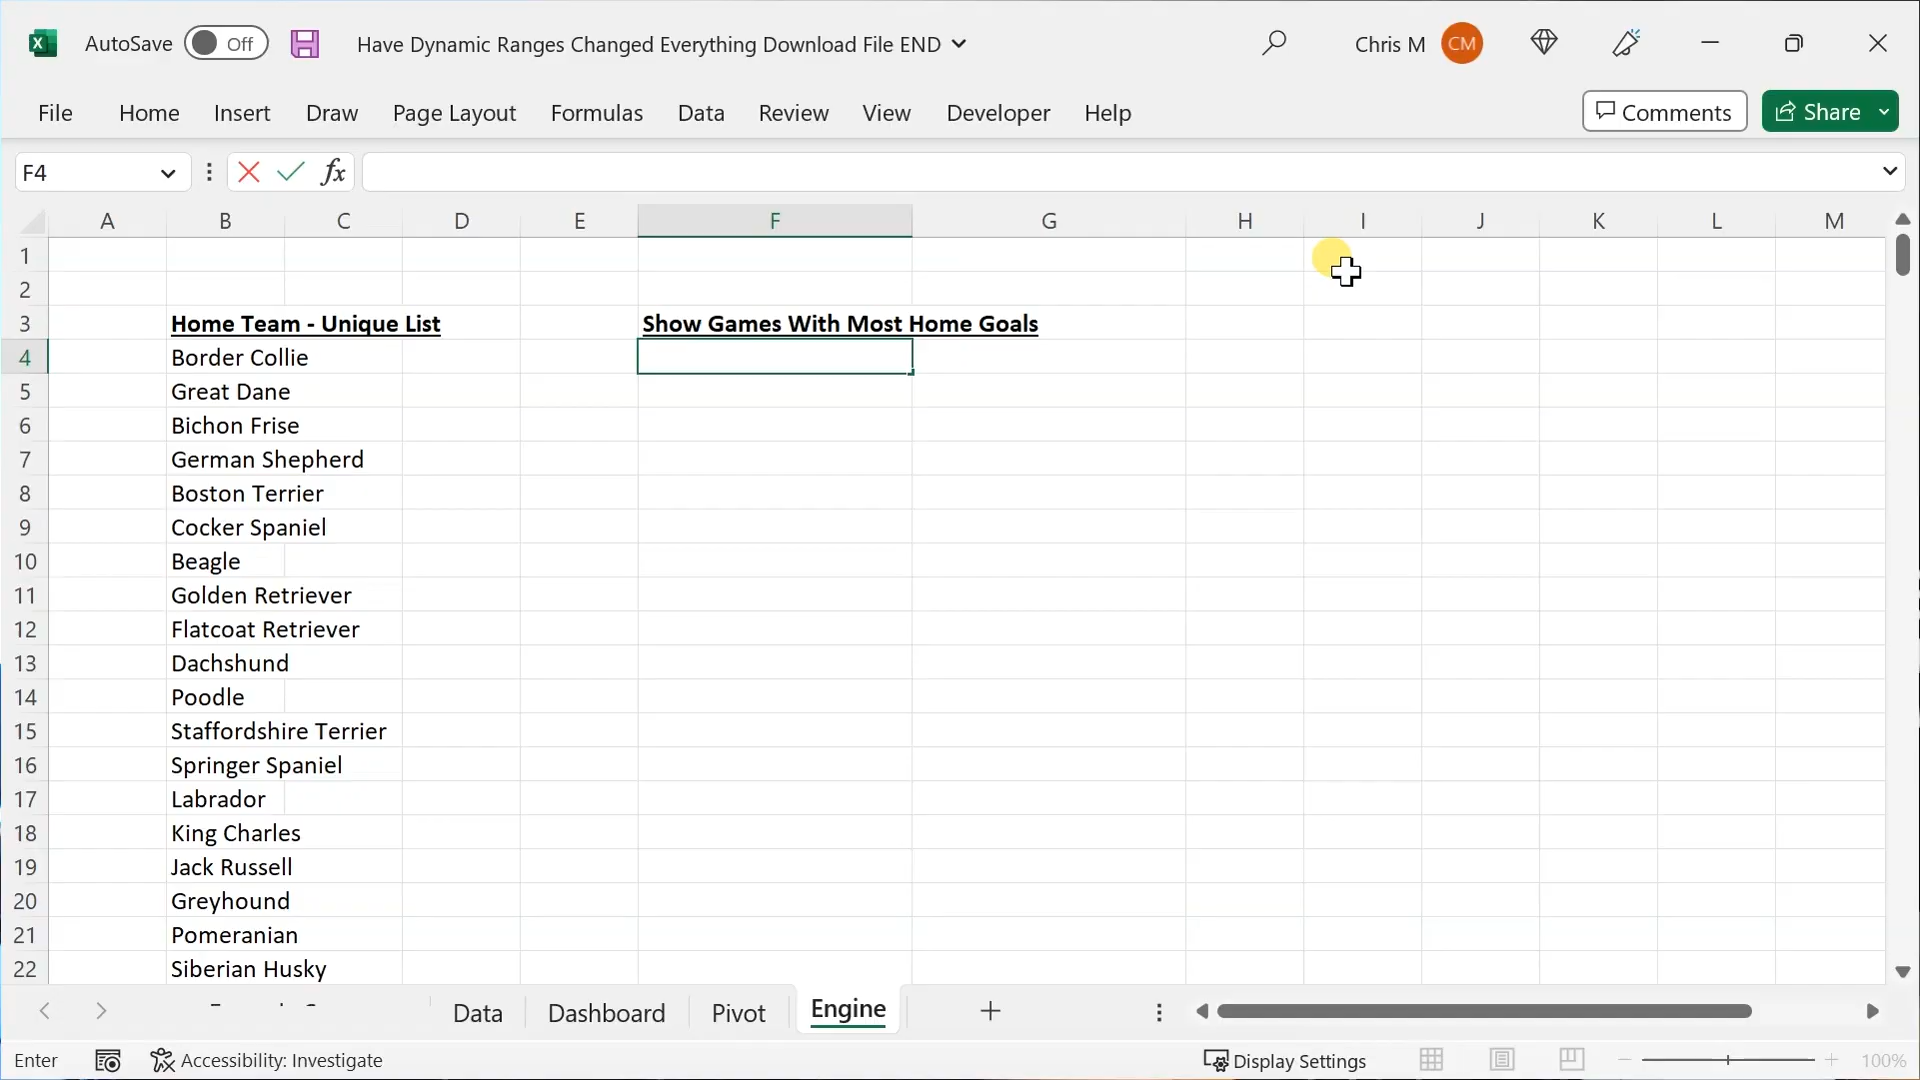 AutoSave Off Have Dynamic Ranges Changed Everything Download File END Chris M CM
File Home Insert Draw Page Layout Formulas Data Review View Developer Help Comments Share
F4 fx
A B C D E F G H I J K L M
1
2
3 Home Team - Unique List Show Games With Most Home Goals
4 Border Collie
5 Great Dane
6 Bichon Frise
7 German Shepherd
8 Boston Terrier
9 Cocker Spaniel
10 Beagle
11 Golden Retriever
12 Flatcoat Retriever
13 Dachshund
14 Poodle
15 Staffordshire Terrier
16 Springer Spaniel
17 Labrador
18 King Charles
19 Jack Russell
20 Greyhound
21 Pomeranian
22 Siberian Husky
Data Dashboard Pivot Engine
Enter Accessibility: Investigate Display Settings 100%